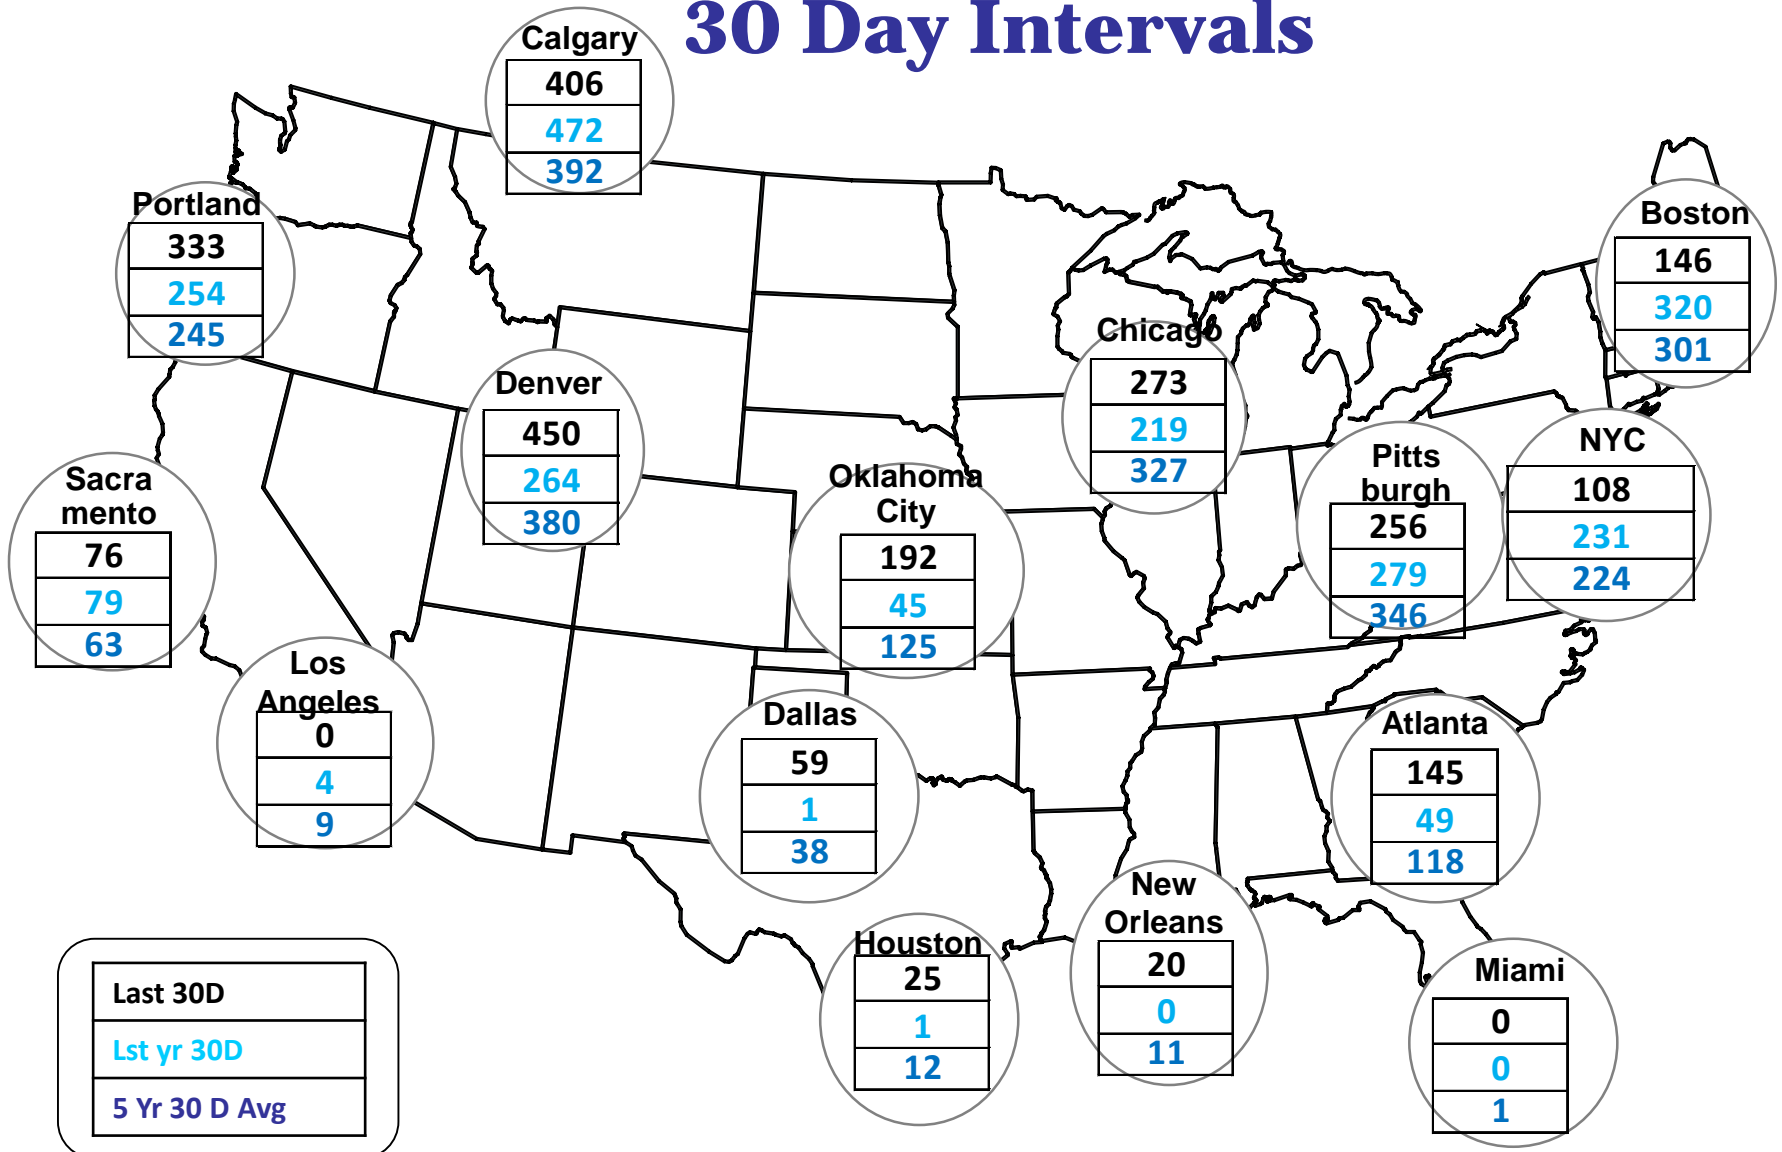 30 Day Intervals
Calgary
406
472
392
Portland
333
254
245
Boston
146
320
301
Chicago
273
219
327
Denver
450
264
380
NYC
108
231
224
Pitts
burgh
256
279
346
Oklahoma
City
192
45
125
Sacra
mento
76
79
63
Los
Angeles
0
4
9
Dallas
59
1
38
Atlanta
145
49
118
New
Orleans
20
0
11
Houston
25
1
12
Miami
0
0
1
Last 30D
Lst yr 30D
5 Yr 30 D Avg